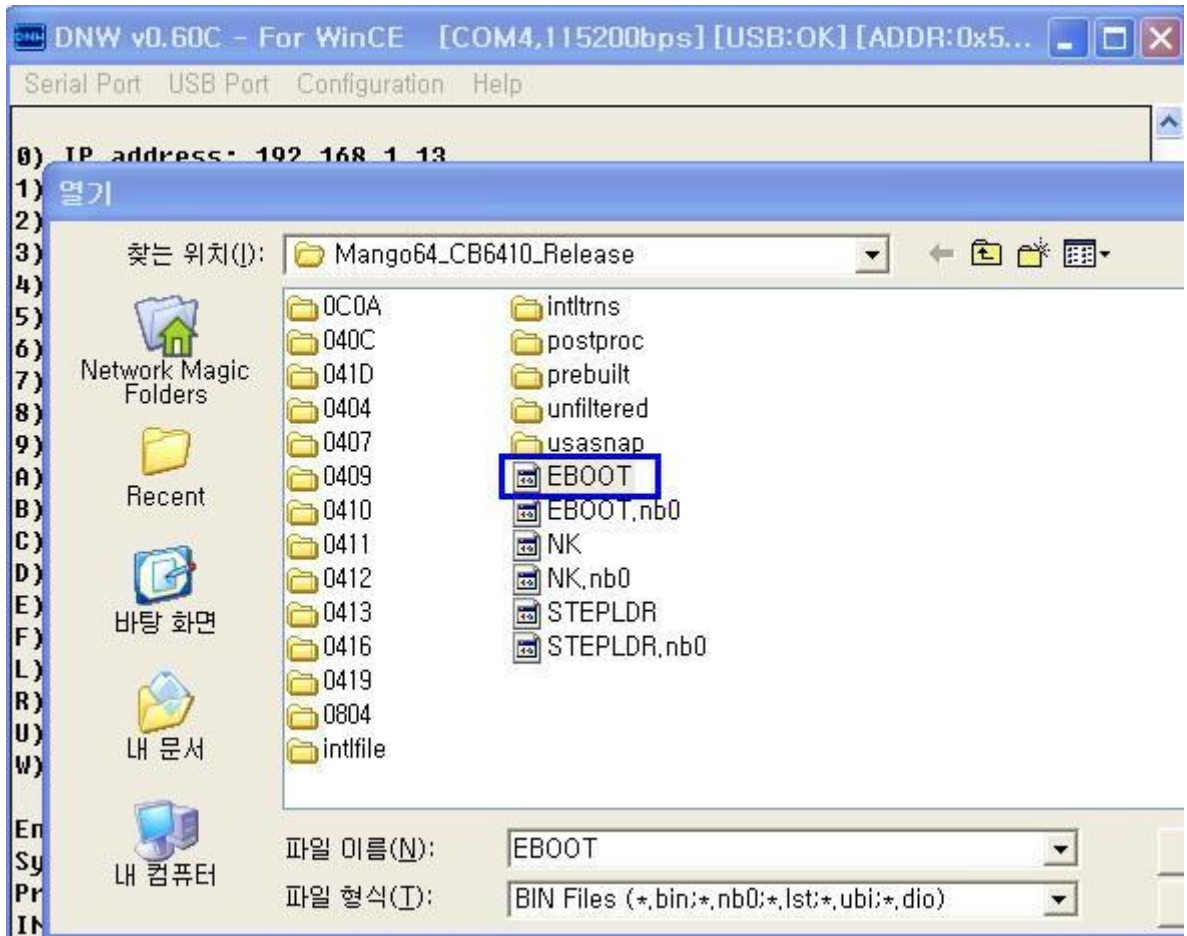 DNW v0.60C - For WinCE [COM4,115200bps] [USB:OK] [ADDR:0x5...
Serial Port USB Port Configuration Help
0) IP address: 192.168.1.13
1)
2)
3)
4)
5)
6)
7)
8)
9)
A)
B)
C)
D)
E)
F)
L)
R)
U)
W)
En
Sy
Pr
IN
열기
찾는 위치(I): Mango64_CB6410_Release
Network Magic
Folders
Recent
바탕 화면
내 문서
내 컴퓨터
0C0A
040C
041D
0404
0407
0409
0410
0411
0412
0413
0416
0419
0804
intlfile
intltrns
postproc
prebuilt
unfiltered
usasnap
EBOOT
EBOOT.nb0
NK
NK.nb0
STEPLDR
STEPLDR.nb0
파일 이름(N): EBOOT
파일 형식(T): BIN Files (*.bin;*.nb0;*.lst;*.ubi;*.dio)